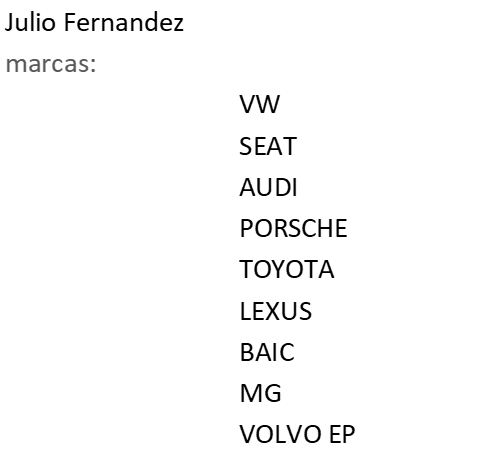 Julio Fernandez
marcas:
VW
SEAT
AUDI
PORSCHE
TOYOTA
LEXUS
BAIC
MG
VOLVO EP